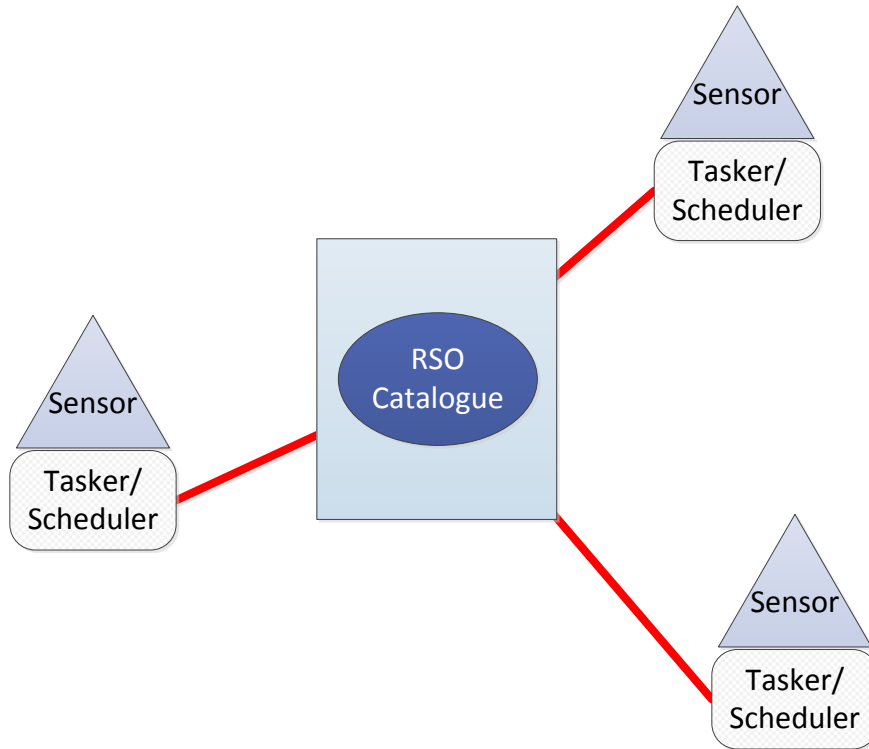 Sensor
Tasker/
Scheduler
RSO
Catalogue
Sensor
Tasker/
Scheduler
Sensor
Tasker/
Scheduler